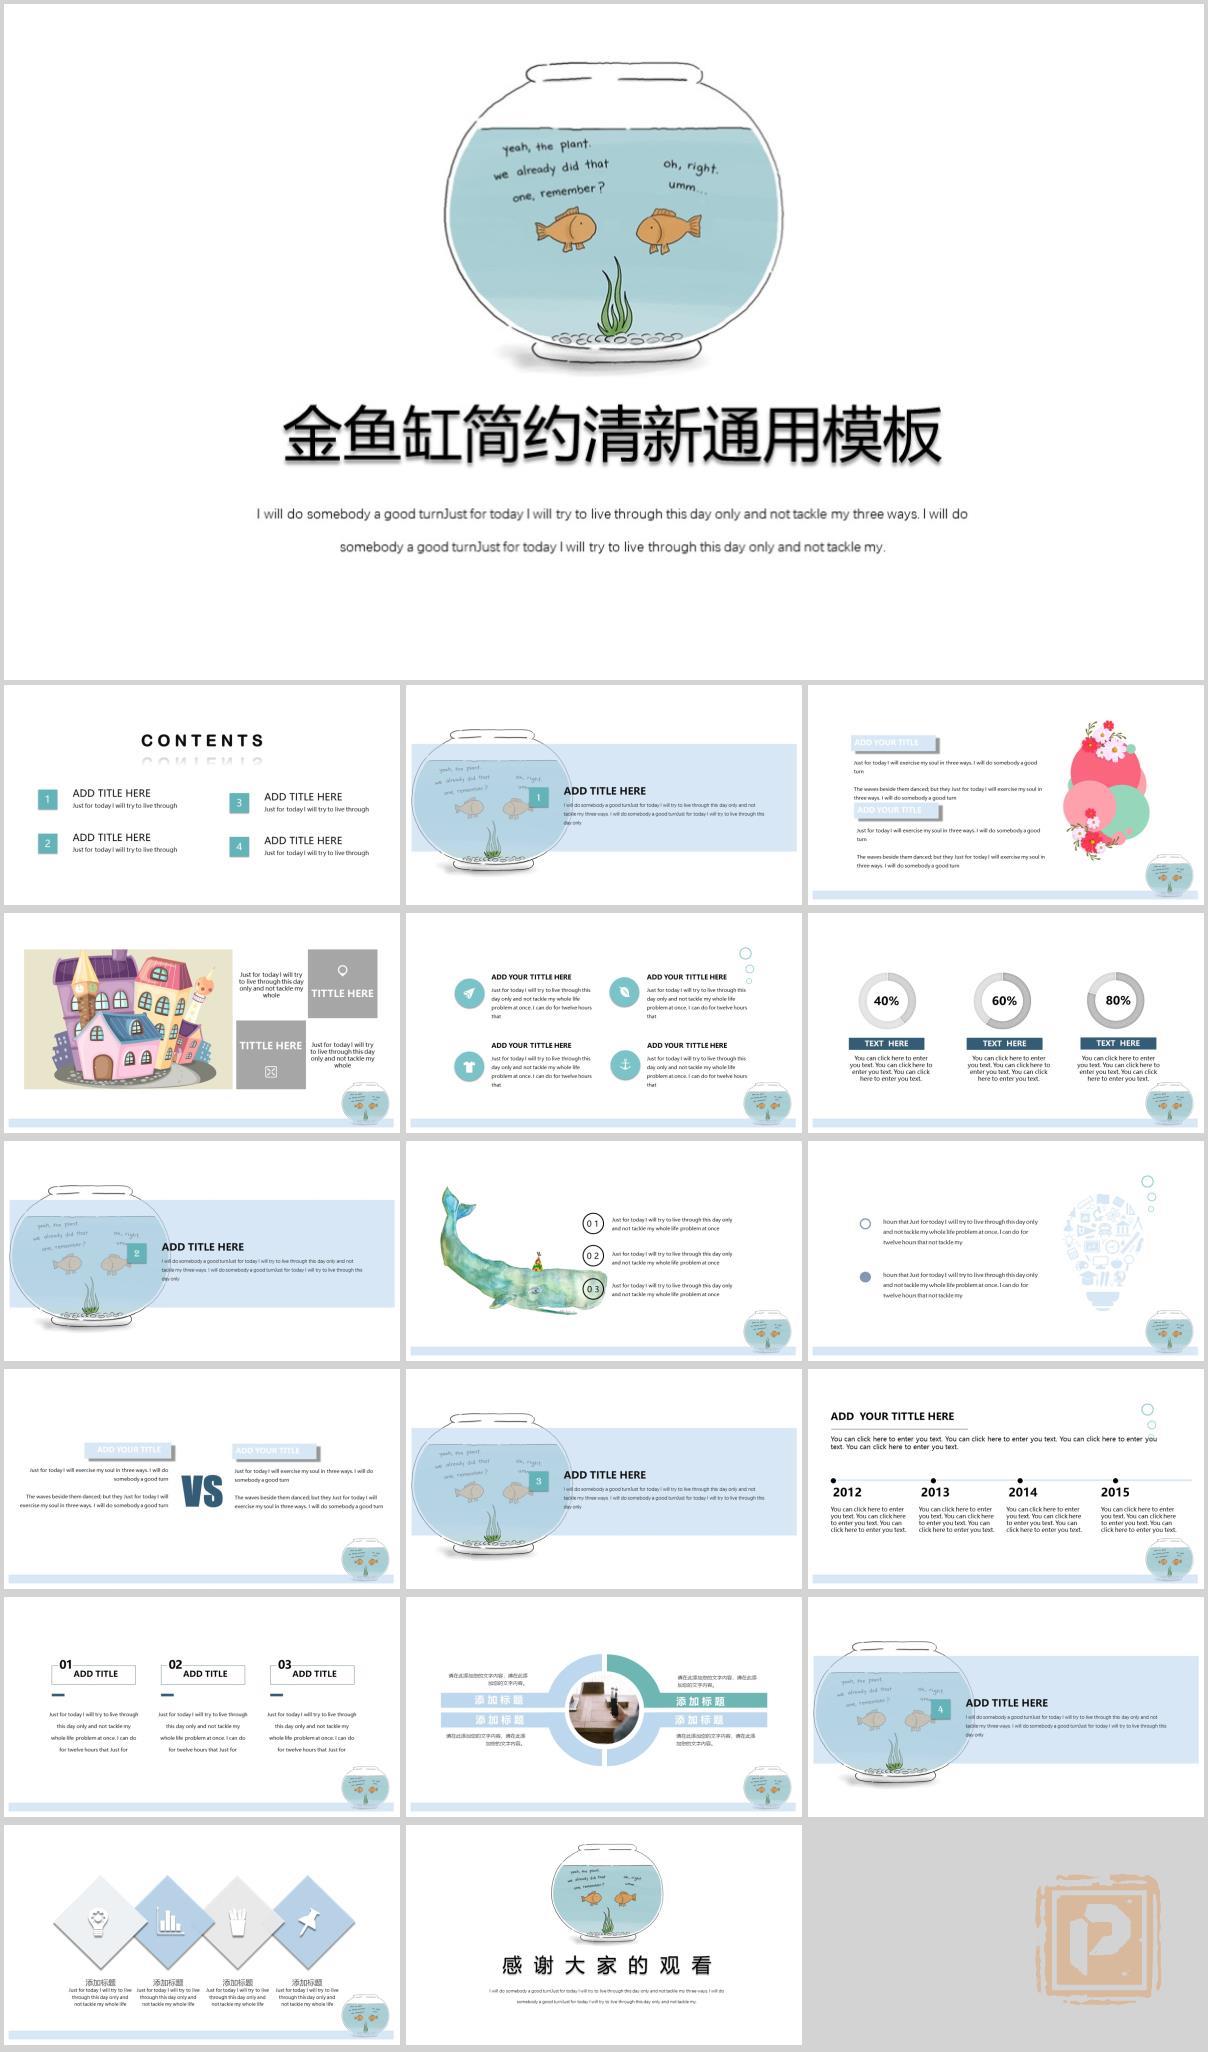 yeah, the plant.
we already did that
one, remember?
oh, right.
umm...
金鱼缸简约清新通用模板
I will do somebody a good turnJust for today I will try to live through this day only and not tackle my three ways. I will do
somebody a good turnJust for today I will try to live through this day only and not tackle my.
CONTENTS
1
ADD TITLE HERE
Just for today I will try to live through
2
ADD TITLE HERE
Just for today I will try to live through
3
ADD TITLE HERE
Just for today I will try to live through
4
ADD TITLE HERE
Just for today I will try to live through
yeah, the plant.
we already did that
one, remember?
oh, right.
1
ADD TITLE HERE
I will do somebody a good turnJust for today I will try to live through this day only and not
tackle my three ways. I will do somebody a good turnJust for today I will try to live through this
day only
ADD YOUR TITLE
Just for today I will exercise my soul in three ways. I will do somebody a good
turn
The waves beside them danced; but they Just for today I will exercise my soul in
three ways. I will do somebody a good turn
ADD YOUR TITLE
Just for today I will exercise my soul in three ways. I will do somebody a good
turn
The waves beside them danced; but they Just for today I will exercise my soul in
three ways. I will do somebody a good turn
Just for today I will try
to live through this day
only and not tackle my
whole
TITTLE HERE
TITTLE HERE
Just for today I will try
to live through this day
only and not tackle my
whole
ADD YOUR TITTLE HERE
Just for today I will try to live through this
day only and not tackle my whole life
problem at once. I can do for twelve hours
that
ADD YOUR TITTLE HERE
Just for today I will try to live through this
day only and not tackle my whole life
problem at once. I can do for twelve hours
that
ADD YOUR TITTLE HERE
Just for today I will try to live through this
day only and not tackle my whole life
problem at once. I can do for twelve hours
that
ADD YOUR TITTLE HERE
Just for today I will try to live through this
day only and not tackle my whole life
problem at once. I can do for twelve hours
that
40%
TEXT HERE
You can click here to enter
you text. You can click
here to enter you text.
60%
TEXT HERE
You can click here to enter
you text. You can click
here to enter you text.
80%
TEXT HERE
You can click here to enter
you text. You can click
here to enter you text.
yeah, the plant.
we already did that
one, remember?
oh, right.
2
ADD TITLE HERE
I will do somebody a good turnJust for today I will try to live through this day only and not
tackle my three ways. I will do somebody a good turnJust for today I will try to live through this
day only
01
Just for today I will try to live through this day only
and not tackle my whole life problem at once
02
Just for today I will try to live through this day only
and not tackle my whole life problem at once
03
Just for today I will try to live through this day only
and not tackle my whole life problem at once
hourn that Just for today I will try to live through this day only
and not tackle my whole life problem at once. I can do for
twelve hours that not tackle my
hourn that Just for today I will try to live through this day only
and not tackle my whole life problem at once. I can do for
twelve hours that not tackle my
ADD YOUR TITLE
Just for today I will exercise my soul in three ways. I will do
somebody a good turn
The waves beside them danced; but they Just for today I will
exercise my soul in three ways. I will do somebody a good turn
VS
ADD YOUR TITLE
Just for today I will exercise my soul in three ways. I will do
somebody a good turn
The waves beside them danced; but they Just for today I will
exercise my soul in three ways. I will do somebody a good turn
yeah, the plant.
we already did that
one, remember?
oh, right.
3
ADD TITLE HERE
I will do somebody a good turnJust for today I will try to live through this day only and not
tackle my three ways. I will do somebody a good turnJust for today I will try to live through this
day only
ADD YOUR TITTLE HERE
You can click here to enter you text. You can click here to enter you text. You can click here to enter you
text. You can click here to enter you text.
2012
You can click here to enter
you text. You can click here
to enter you text. You can
click here to enter you text.
2013
You can click here to enter
you text. You can click here
to enter you text. You can
click here to enter you text.
2014
You can click here to enter
you text. You can click here
to enter you text. You can
click here to enter you text.
2015
You can click here to enter
you text. You can click here
to enter you text. You can
click here to enter you text.
01
ADD TITLE
Just for today I will try to live through
this day only and not tackle my
whole life problem at once. I can do
for twelve hours that Just for
02
ADD TITLE
Just for today I will try to live through
this day only and not tackle my
whole life problem at once. I can do
for twelve hours that Just for
03
ADD TITLE
Just for today I will try to live through
this day only and not tackle my
whole life problem at once. I can do
for twelve hours that Just for
请在此添加您的文字内容，请在此添
加您的文字内容。
添加标题
添加标题
请在此添加您的文字内容，请在此添
加您的文字内容。
请在此添加您的文字内容，请在此添
加您的文字内容。
添加标题
添加标题
请在此添加您的文字内容，请在此添
加您的文字内容。
yeah, the plant.
we already did that
one, remember?
oh, right.
4
ADD TITLE HERE
I will do somebody a good turnJust for today I will try to live through this day only and not
tackle my three ways. I will do somebody a good turnJust for today I will try to live through this
day only
添加标题
Just for today I will try to live
through this day only and
not tackle my whole life
添加标题
Just for today I will try to live
through this day only and
not tackle my whole life
添加标题
Just for today I will try to live
through this day only and
not tackle my whole life
添加标题
Just for today I will try to live
through this day only and
not tackle my whole life
yeah, the plant.
we already did that
one, remember?
oh, right.
感谢大家的观看
I will do somebody a good turnJust for today I will try to live through this day only and not tackle my three ways. I will do
somebody a good turnJust for today I will try to live through this day only and not tackle my.